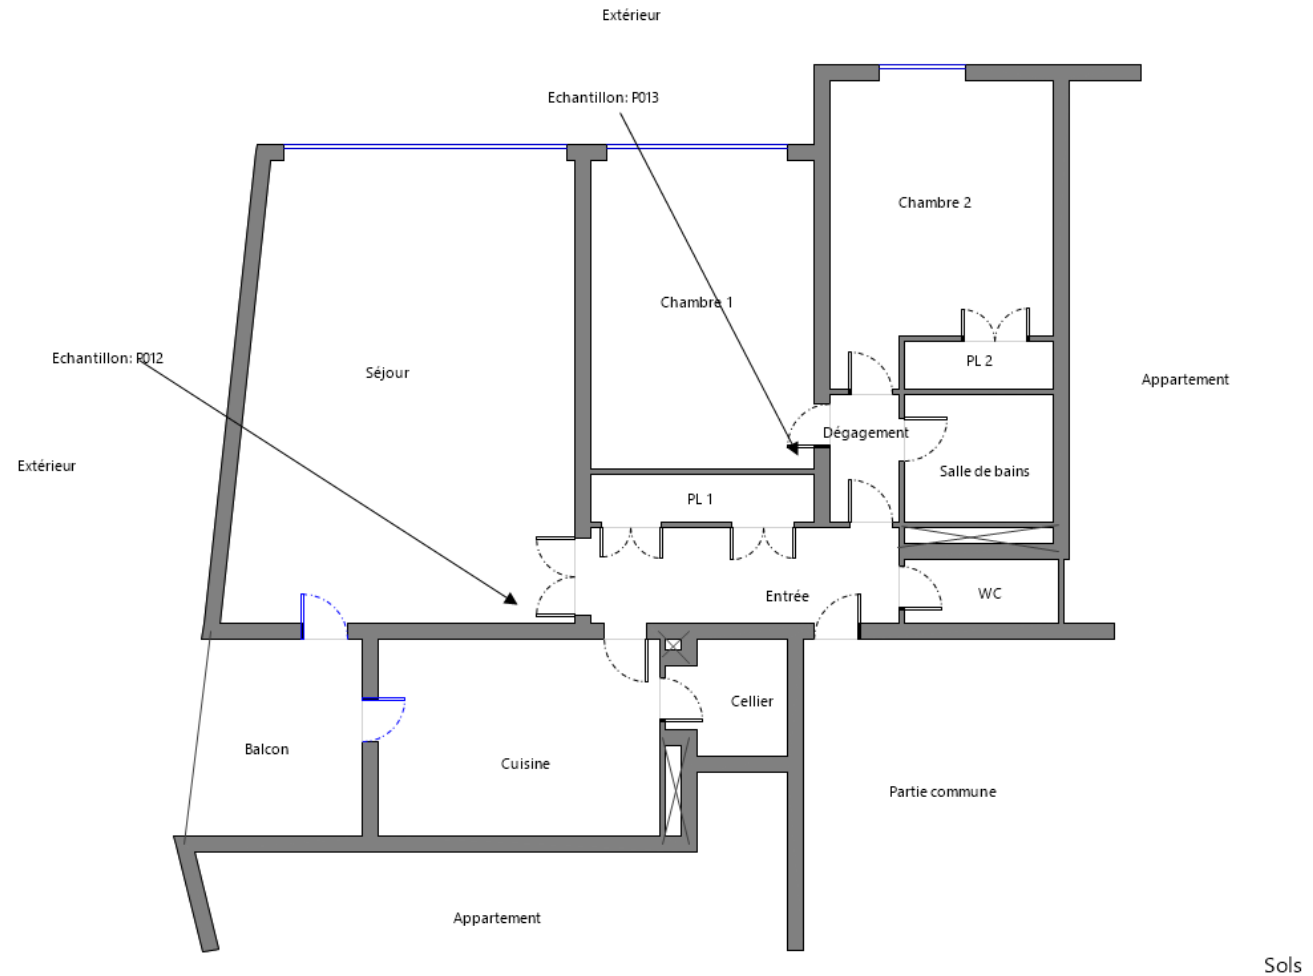 Extérieur
Echantillon: P013
Chambre 2
Chambre 1
Echantillon: P012
Séjour
PL 2
Appartement
Dégagement
Extérieur
Salle de bains
PL 1
Entrée
WC
Cellier
Balcon
Cuisine
Partie commune
Appartement
Sols